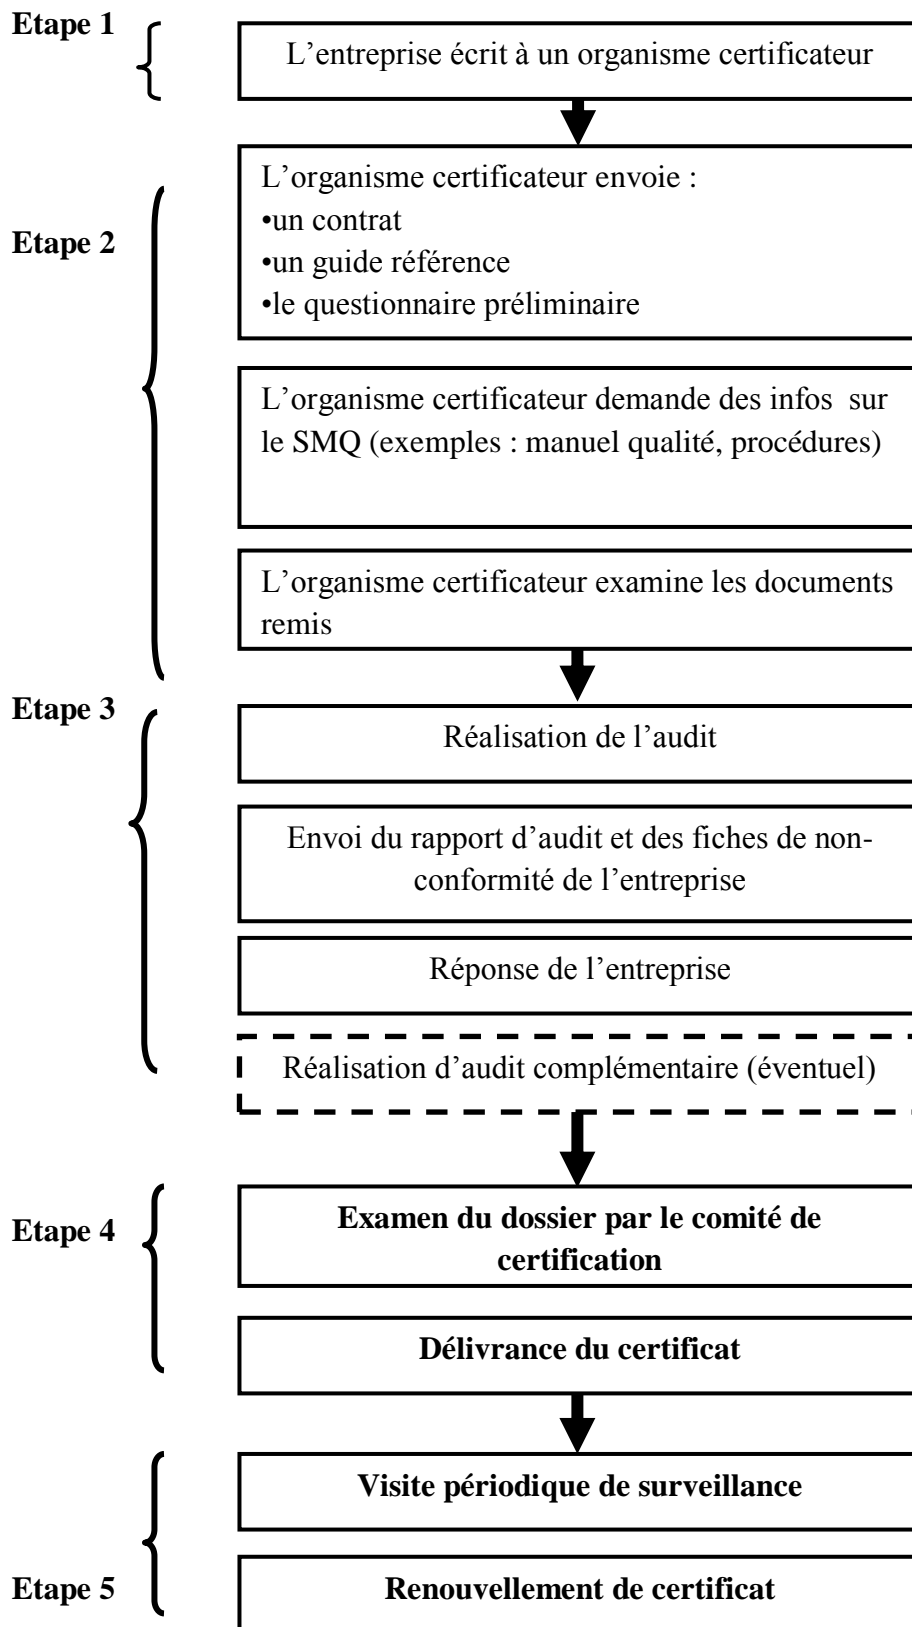 Etape 1
L’entreprise écrit à un organisme certificateur
Etape 2
L’organisme certificateur envoie :
•un contrat
•un guide référence
•le questionnaire préliminaire
L’organisme certificateur demande des infos  sur
le SMQ (exemples : manuel qualité, procédures)
L’organisme certificateur examine les documents
remis
Etape 3
Réalisation de l’audit
Envoi du rapport d’audit et des fiches de non-
conformité de l’entreprise
Réponse de l’entreprise
Réalisation d’audit complémentaire (éventuel)
Etape 4
Examen du dossier par le comité de
certification
Délivrance du certificat
Visite périodique de surveillance
Etape 5
Renouvellement de certificat